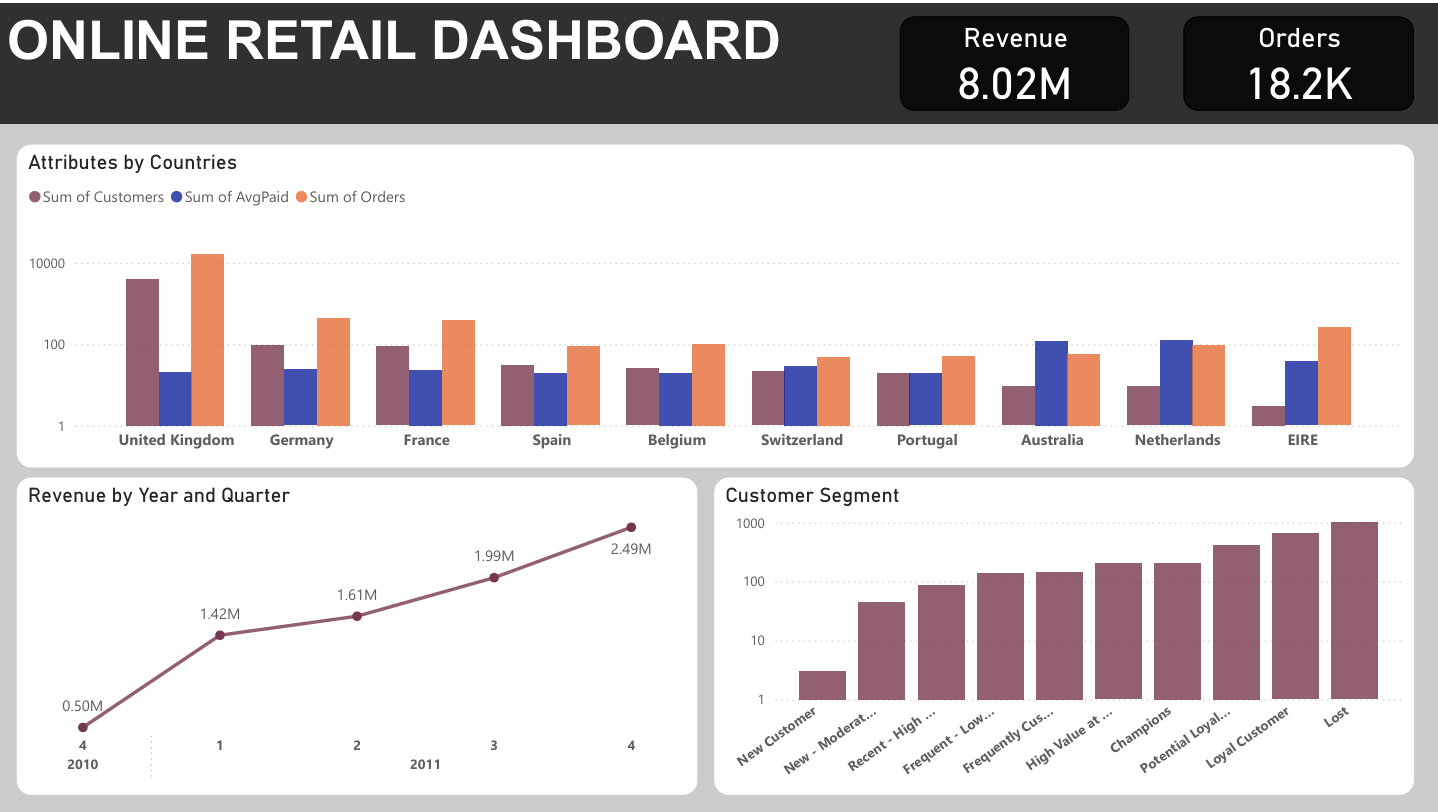 ONLINE RETAIL DASHBOARD
Revenue
8.02M
Orders
18.2K
Attributes by Countries
Sum of Customers Sum of AvgPaid Sum of Orders
10000
100
1
United Kingdom Germany France Spain Belgium Switzerland Portugal Australia Netherlands EIRE
Revenue by Year and Quarter
0.50M
1.42M
1.61M
1.99M
2.49M
4 1 2 3 4
2010 2011
Customer Segment
1000
100
10
1
New Customer
New - Moderat...
Recent - High ...
Frequent - Low...
Frequently Cus...
High Value at ...
Champions
Potential Loyal...
Loyal Customer
Lost